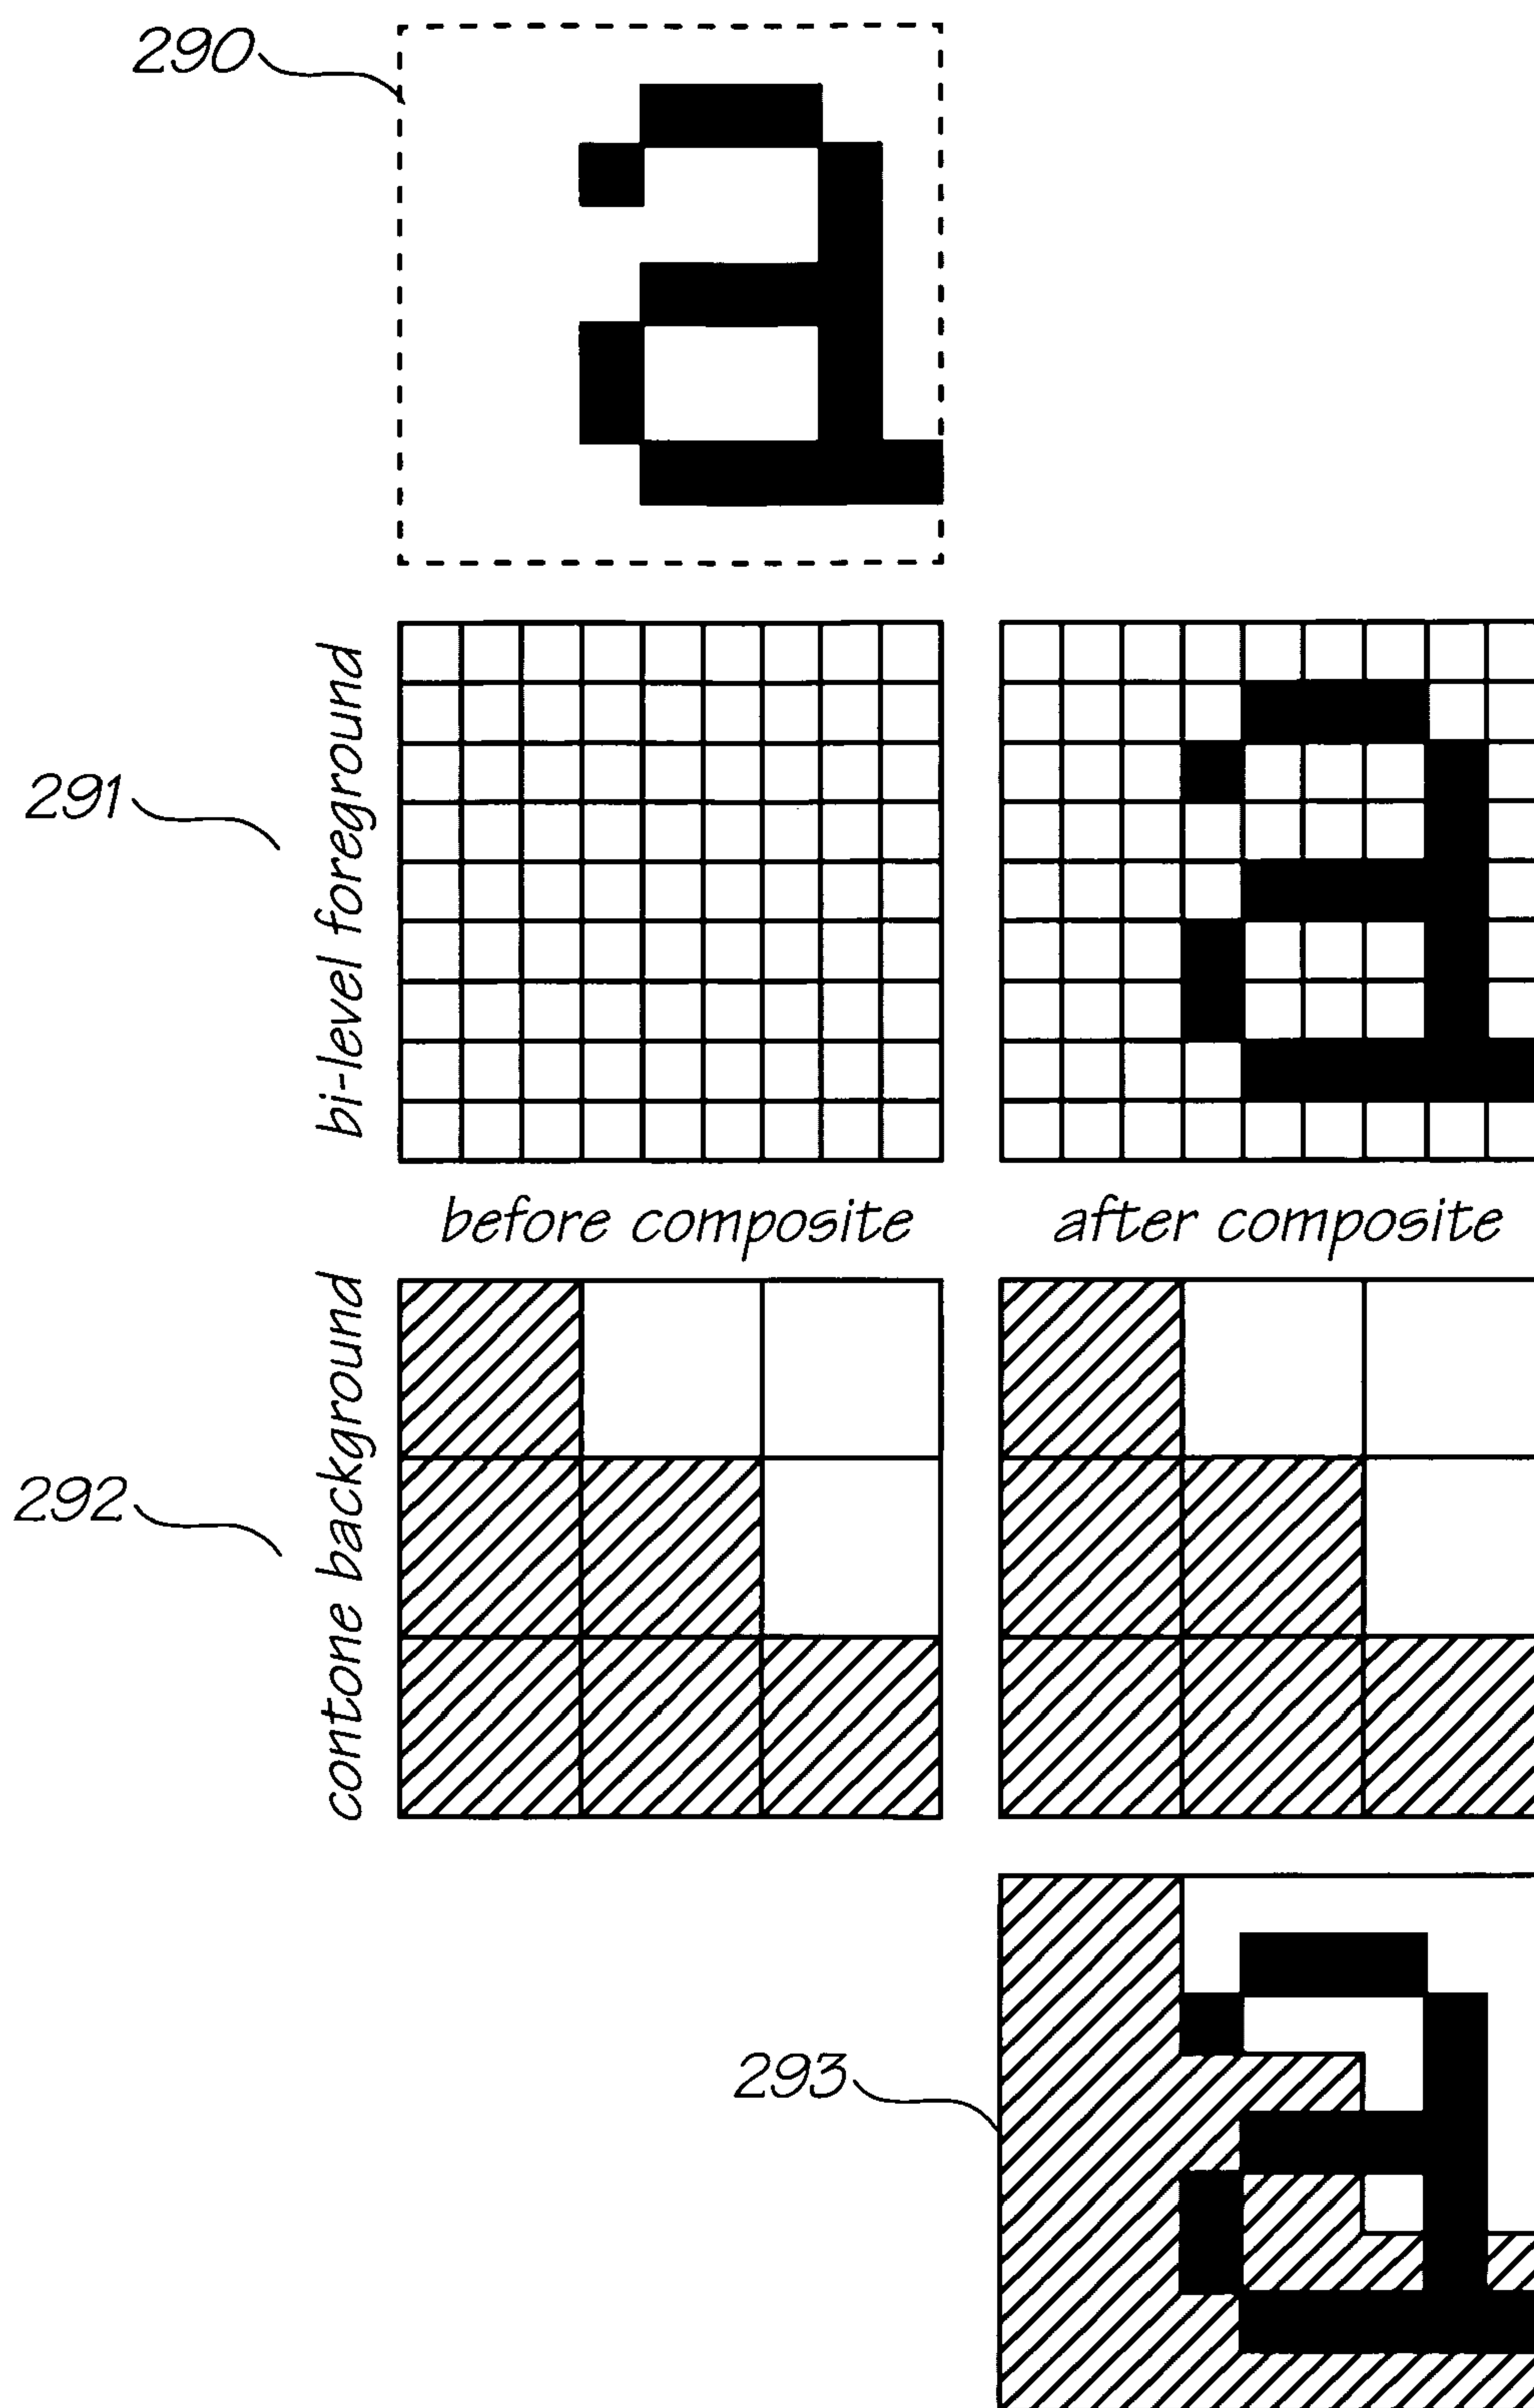 290
a
291
bi-level foreground
before composite
after composite
292
contone background
293